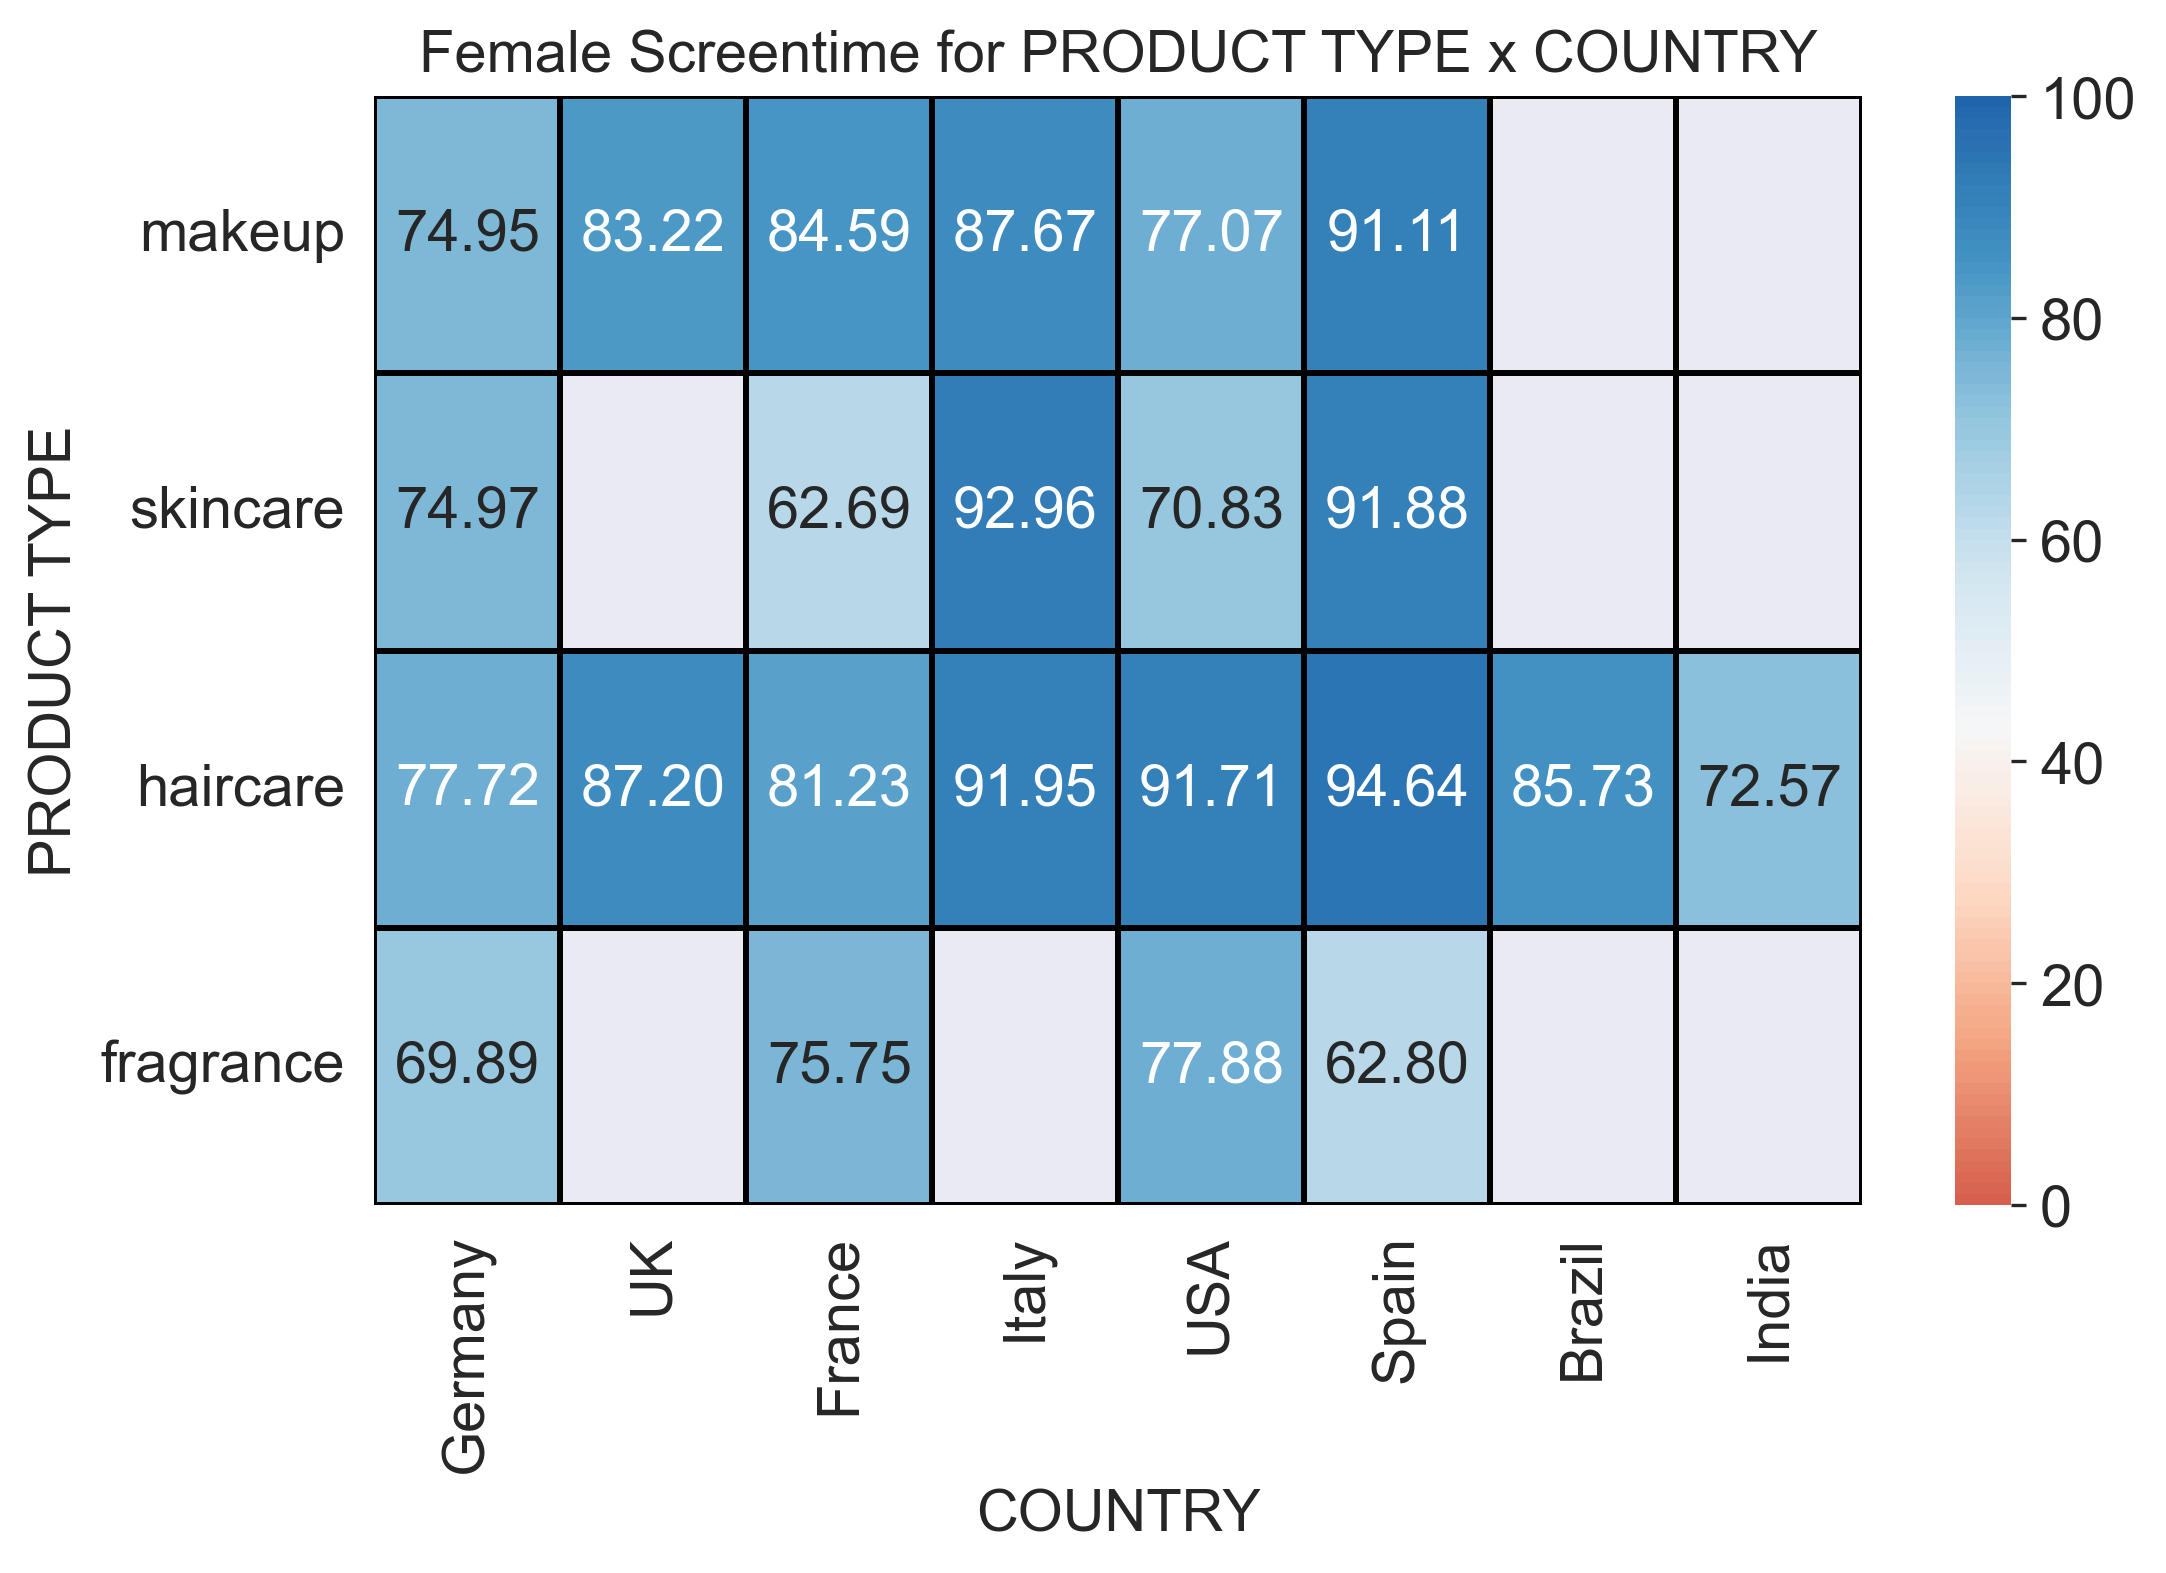 Female Screentime for PRODUCT TYPE x COUNTRY
PRODUCT TYPE
makeup 74.95 83.22 84.59 87.67 77.07 91.11
skincare 74.97 62.69 92.96 70.83 91.88
haircare 77.72 87.20 81.23 91.95 91.71 94.64 85.73 72.57
fragrance 69.89 75.75 77.88 62.80
Germany UK France Italy USA Spain Brazil India
COUNTRY
100
80
60
40
20
0